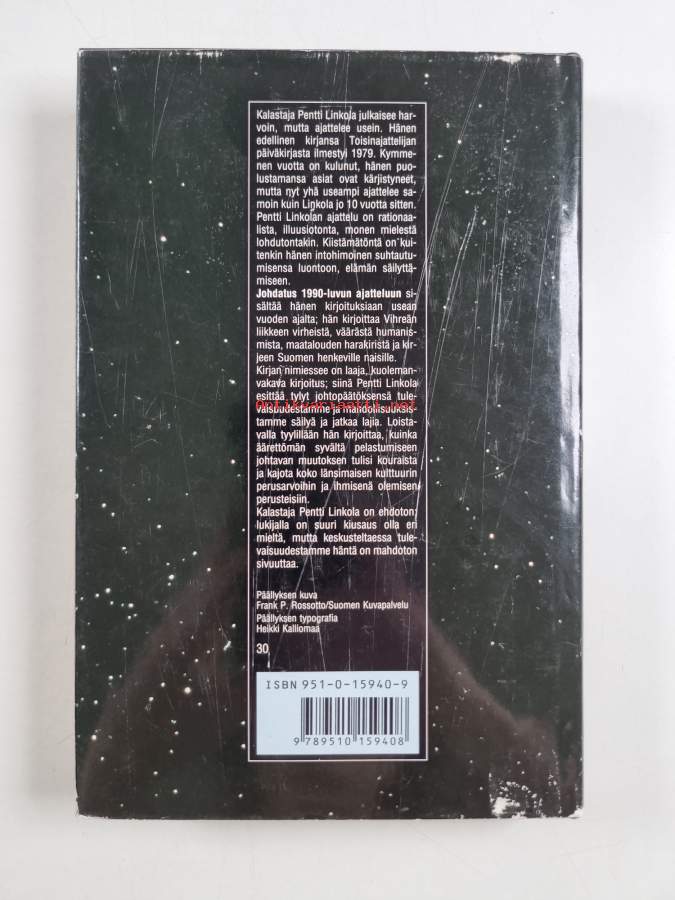 Kalastaja Pentti Linkola julkaisee har-
voin, mutta ajattelee usein. Hänen
edellinen kirjansa Toisinajattelijan
päiväkirjasta ilmestyi 1979. Kymme-
nen vuotta on kulunut, hänen puo-
lustamansa asiat ovat kärjistyneet,
mutta nyt yhä useampi ajattelee sa-
moin kuin Linkola jo 10 vuotta sitten.
Pentti Linkolan ajattelu on rationaa-
lista, illuusiotonta, monen mielestä
lohdutontakin. Kiistämätöntä on kui-
tenkin hänen intohimoinen suhtautu-
misensa luontoon, elämän säilyttä-
miseen.
Johdatus 1990-luvun ajatteluun si-
sältää hänen kirjoituksiaan usean
vuoden ajalta; hän kirjoittaa Vihreän
liikkeen virheistä, väärästä humanis-
mista, maatalouden harakiristä ja kir-
jeen Suomen henkeville naisille.
Kirjan nimiessee on laaja, kuoleman-
vakava kirjoitus; siinä Pentti Linkola
esittää tylyt johtopäätöksensä tule-
Antikvariaatti.net
vaisuudestamme ja mahdollisuuksis-
tamme säilyä ja jatkaa lajia. Loista-
valla tyylillään hän kirjoittaa, kuinka
äärettömän syvältä pelastumiseen
johtavan muutoksen tulisi kouraista
ja kajota koko länsimaisen kulttuurin
perusarvoihin ja ihmisenä olemisen
perusteisiin.
Kalastaja Pentti Linkola on ehdoton;
lukijalla on suuri kiusaus olla eri
mieltä, mutta keskusteltaessa tule-
vaisuudestamme häntä on mahdoton
sivuuttaa.
Päällyksen kuva
Frank P. Rossotto/Suomen Kuvapalvelu
Päällyksen typografia
Heikki Kalliomaa
30
ISBN 951-0-15940-9
9 789510 159408